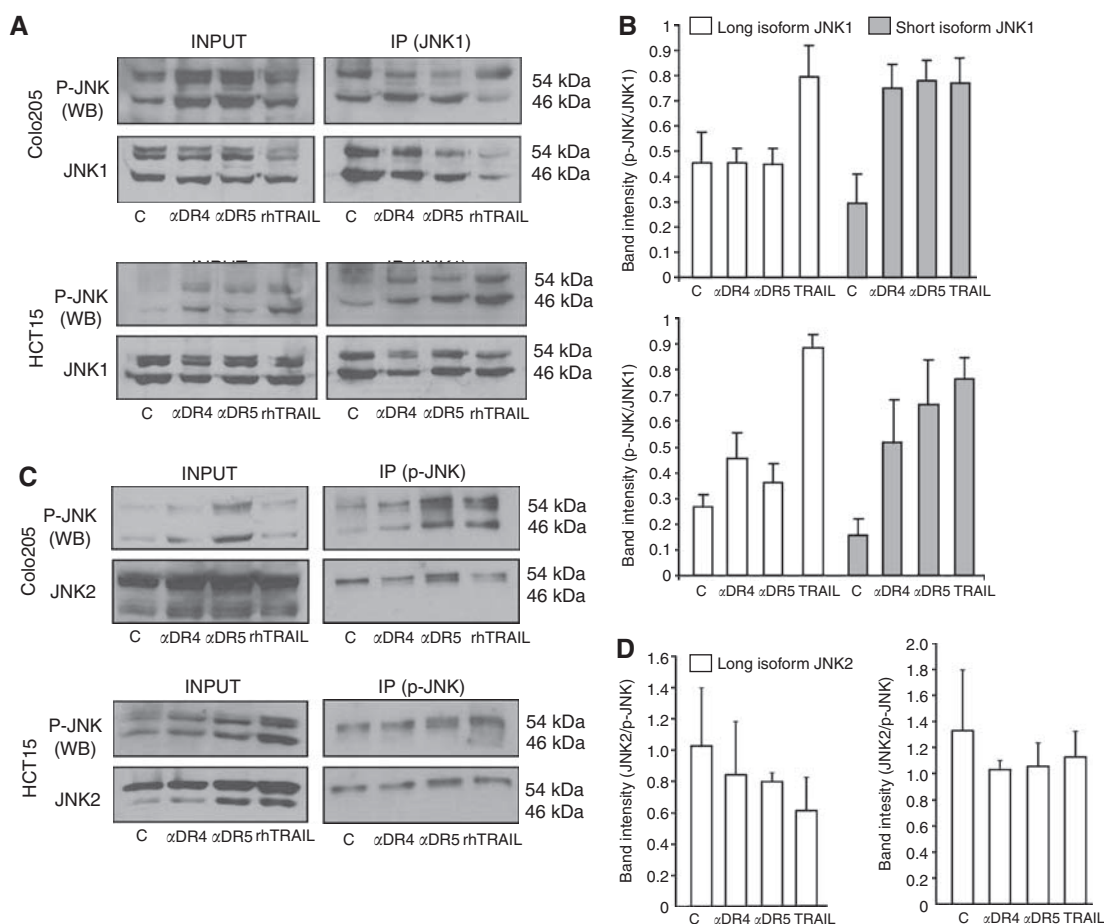 A
INPUT IP (JNK1)
Colo205
P-JNK
(WB)
54 kDa
46 kDa
JNK1
54 kDa
46 kDa
C αDR4 αDR5 rhTRAIL C αDR4 αDR5 rhTRAIL
HCT15
P-JNK
(WB)
54 kDa
46 kDa
JNK1
54 kDa
46 kDa
C αDR4 αDR5 rhTRAIL C αDR4 αDR5 rhTRAIL
B
Long isoform JNK1 Short isoform JNK1
Band intensity (p-JNK/JNK1)
1
0.9
0.8
0.7
0.6
0.5
0.4
0.3
0.2
0.1
0
C αDR4 αDR5 TRAIL C αDR4 αDR5 TRAIL
Band intensity (p-JNK/JNK1)
1
0.9
0.8
0.7
0.6
0.5
0.4
0.3
0.2
0.1
0
C αDR4 αDR5 TRAIL C αDR4 αDR5 TRAIL
C
INPUT IP (p-JNK)
Colo205
P-JNK
(WB)
54 kDa
46 kDa
JNK2
54 kDa
46 kDa
C αDR4 αDR5 rhTRAIL C αDR4 αDR5 rhTRAIL
INPUT IP (p-JNK)
HCT15
P-JNK
(WB)
54 kDa
46 kDa
JNK2
54 kDa
46 kDa
C αDR4 αDR5 rhTRAIL C αDR4 αDR5 rhTRAIL
D
Long isoform JNK2
Band intensity (JNK2/p-JNK)
1.6
1.4
1.2
1.0
0.8
0.6
0.4
0.2
0
C αDR4 αDR5 TRAIL
Band intesity (JNK2/p-JNK)
2.0
1.8
1.6
1.4
1.2
1.0
0.8
0.6
0.4
0.2
0
C αDR4 αDR5 TRAIL